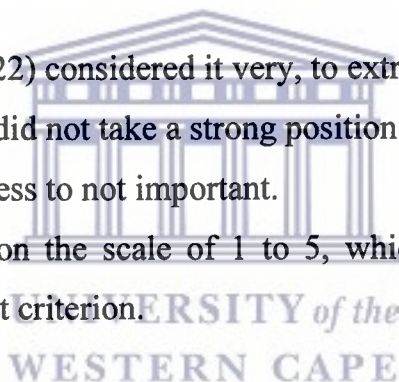 22) considered it very, to extr
did not take a strong position
ess to not important.
on the scale of 1 to 5, whi
t criterion.
UNIVERSITY of the
WESTERN CAPE